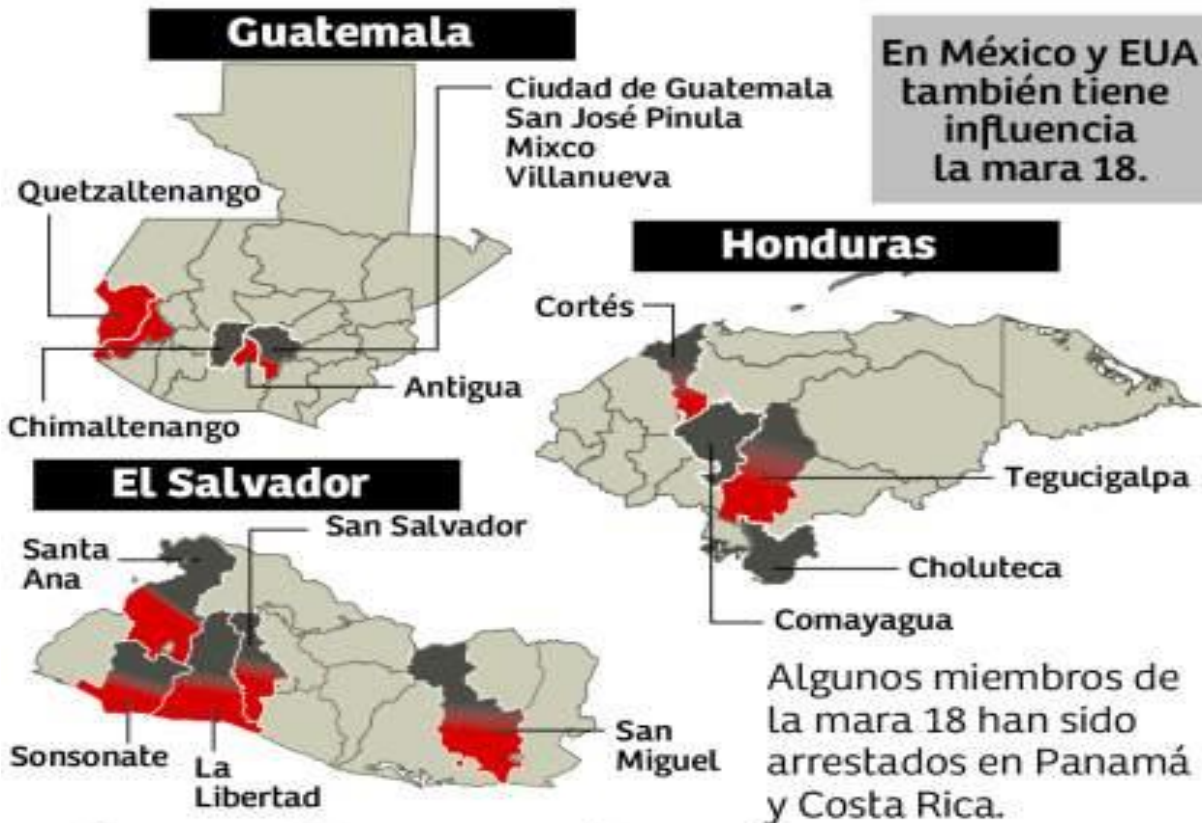 Guatemala
Ciudad de Guatemala
San José Pinula
Mixco
Villanueva
Quetzaltenango
Antigua
Chimaltenango
En México y EUA
también tiene
influencia
la mara 18.
Honduras
Cortés
Tegucigalpa
Choluteca
Comayagua
El Salvador
San Salvador
Santa
Ana
Sonsonate
La
Libertad
San
Miguel
Algunos miembros de
la mara 18 han sido
arrestados en Panamá
y Costa Rica.